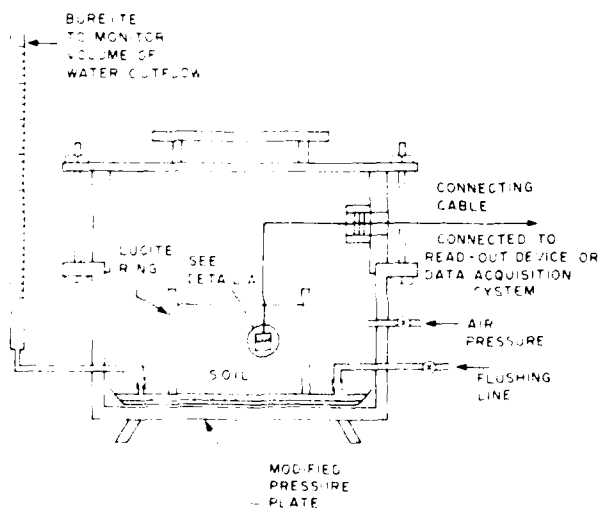 BURETTE
TO MONITOR
VOLUME OF
WATER OUTFLOW
CONNECTING
CABLE
CONNECTED TO
READ-OUT DEVICE OR
DATA ACQUISITION
SYSTEM
LUCITE
RING
SEE
DETAIL A
AIR
PRESSURE
SOIL
FLUSHING
LINE
MODIFIED
PRESSURE
PLATE